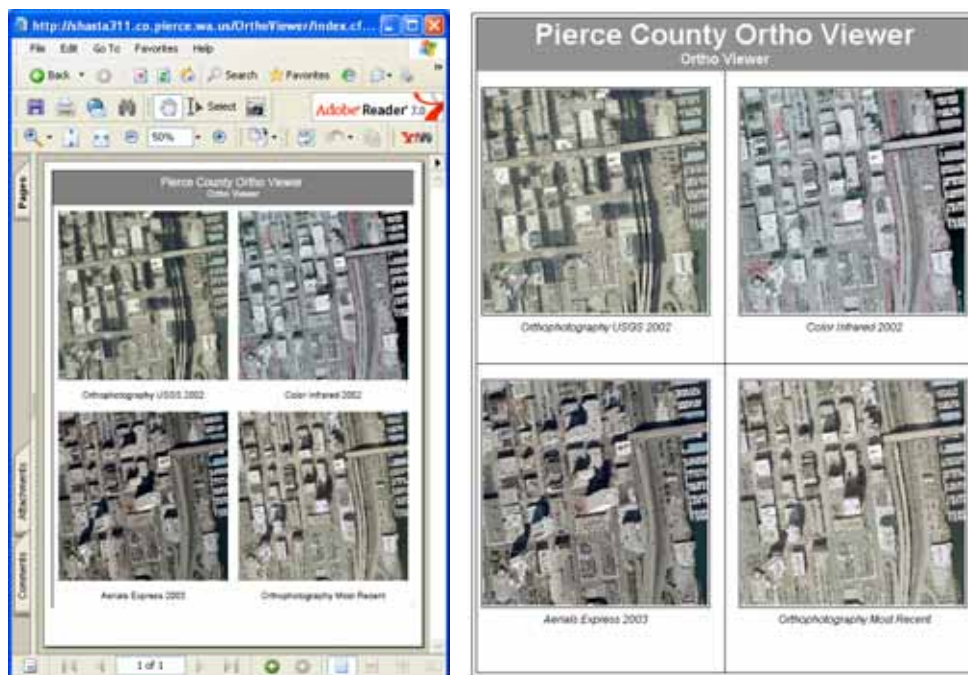 http://shasta311.co.pierce.wa.us/OrthoViewer/index.cf...
File Edit Go To Favorites Help
Back Search Favorites
Select Adobe Reader 7.0
50%
Pages
Attachments
Comments
Pierce County Ortho Viewer
Ortho Viewer
Orthophotography USGS 2002 Color Infrared 2002
Aerials Express 2003 Orthophotography Most Recent
1 of 1
Pierce County Ortho Viewer
Ortho Viewer
Orthophotography USGS 2002 Color Infrared 2002
Aerials Express 2003 Orthophotography Most Recent